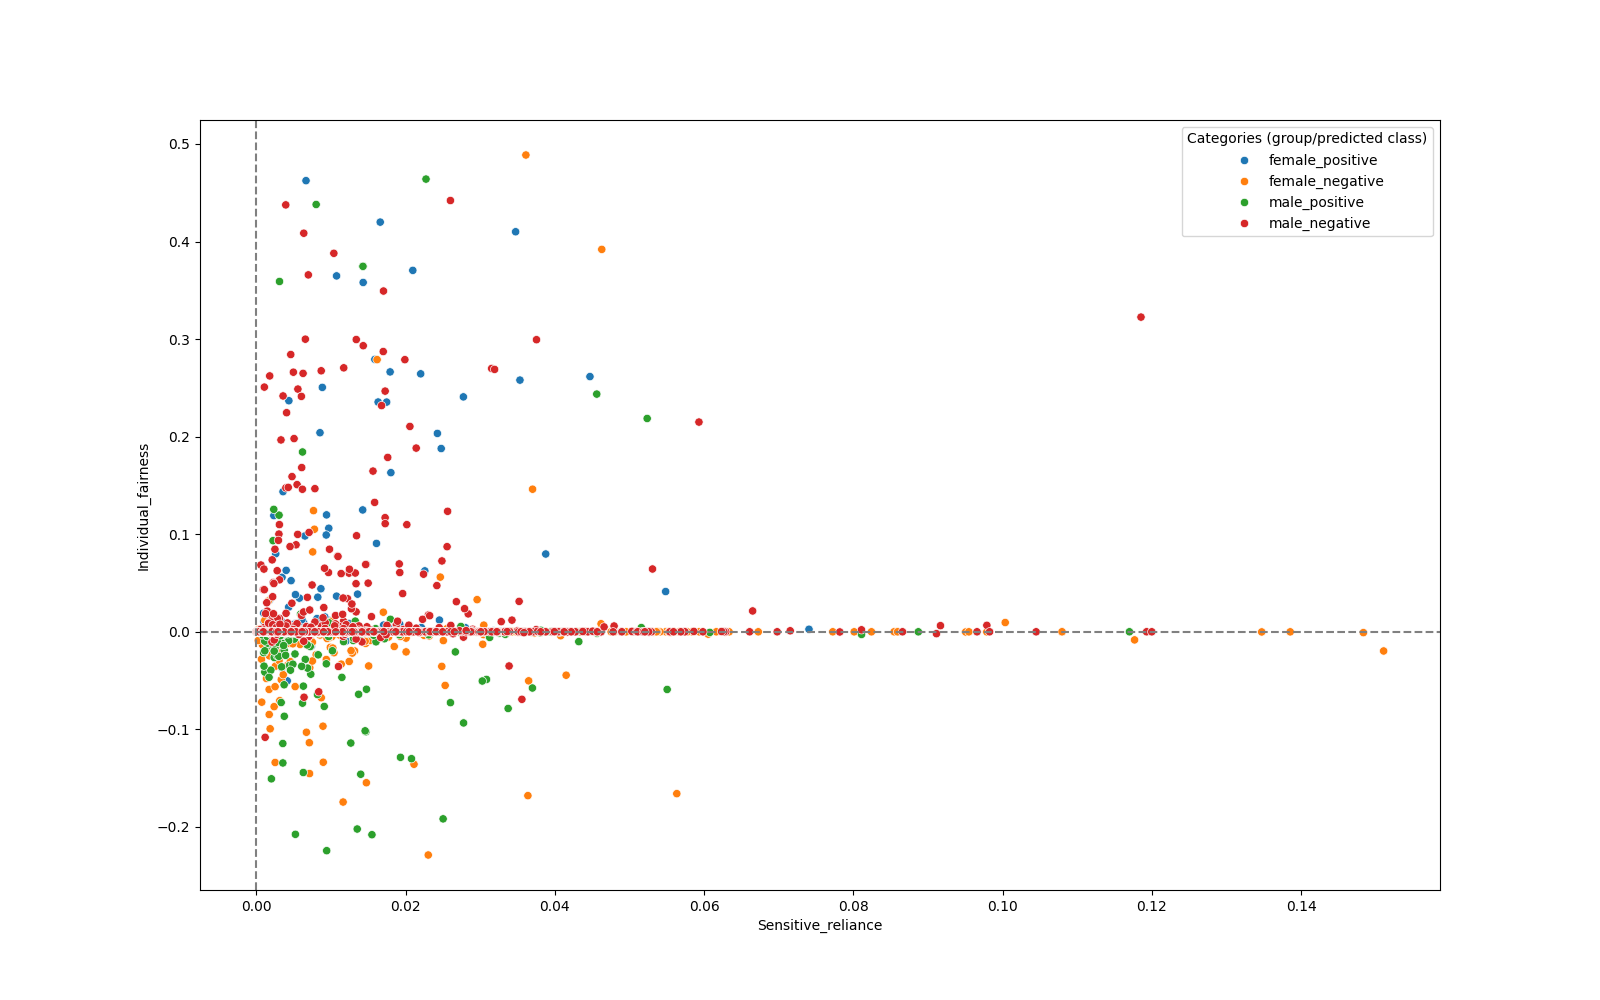 Categories (group/predicted class)
female_positive
female_negative
male_positive
male_negative
0.5
0.4
0.3
0.2
0.1
0.0
−0.1
−0.2
Individual_fairness
0.00 0.02 0.04 0.06 0.08 0.10 0.12 0.14
Sensitive_reliance